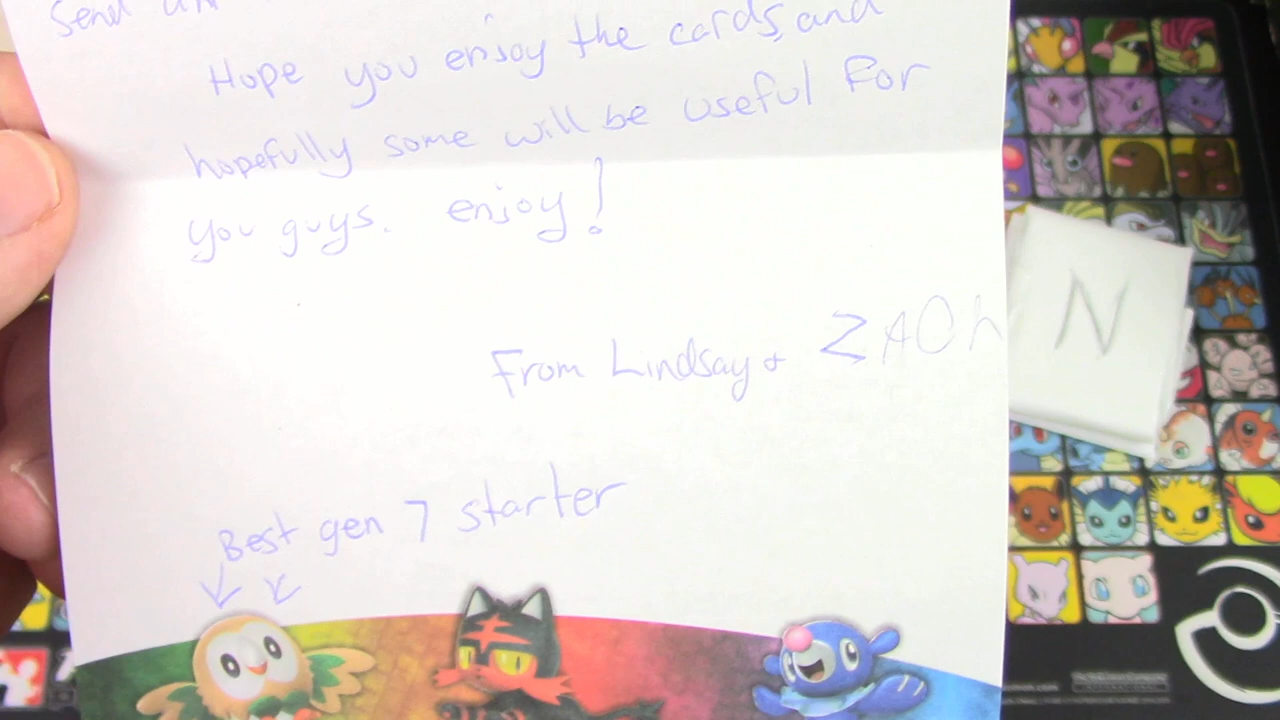 Send
Hope you enjoy the cards, and
hopefully some will be useful for
you guys. enjoy!
From Lindsay & ZACh
Best gen 7 starter
N